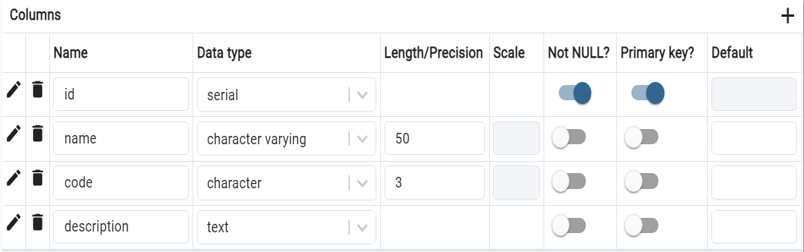 Columns
Name Data type Length/Precision Scale Not NULL? Primary key? Default
id serial
name character varying 50
code character 3
description text